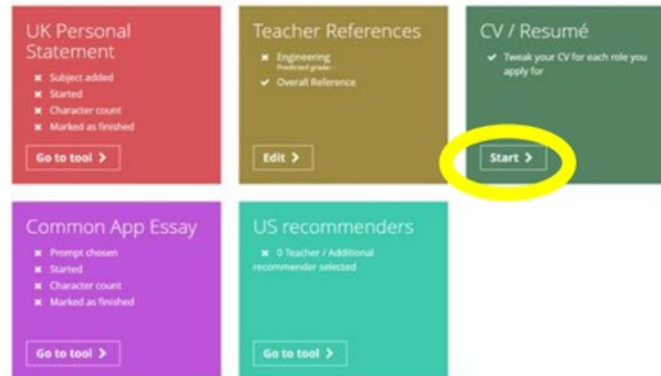 UK Personal
Statement
✖ Subject added
✖ Started
✖ Character count
✖ Marked as finished
Go to tool ❯
Teacher References
✖ Engineering
Predicted grade: -
✔ Overall Reference
Edit ❯
CV / Resumé
✔ Tweak your CV for each role you
apply for
Start ❯
Common App Essay
✖ Prompt chosen
✖ Started
✖ Character count
✖ Marked as finished
Go to tool ❯
US recommenders
✖ 0 Teacher / Additional
recommender selected
Go to tool ❯